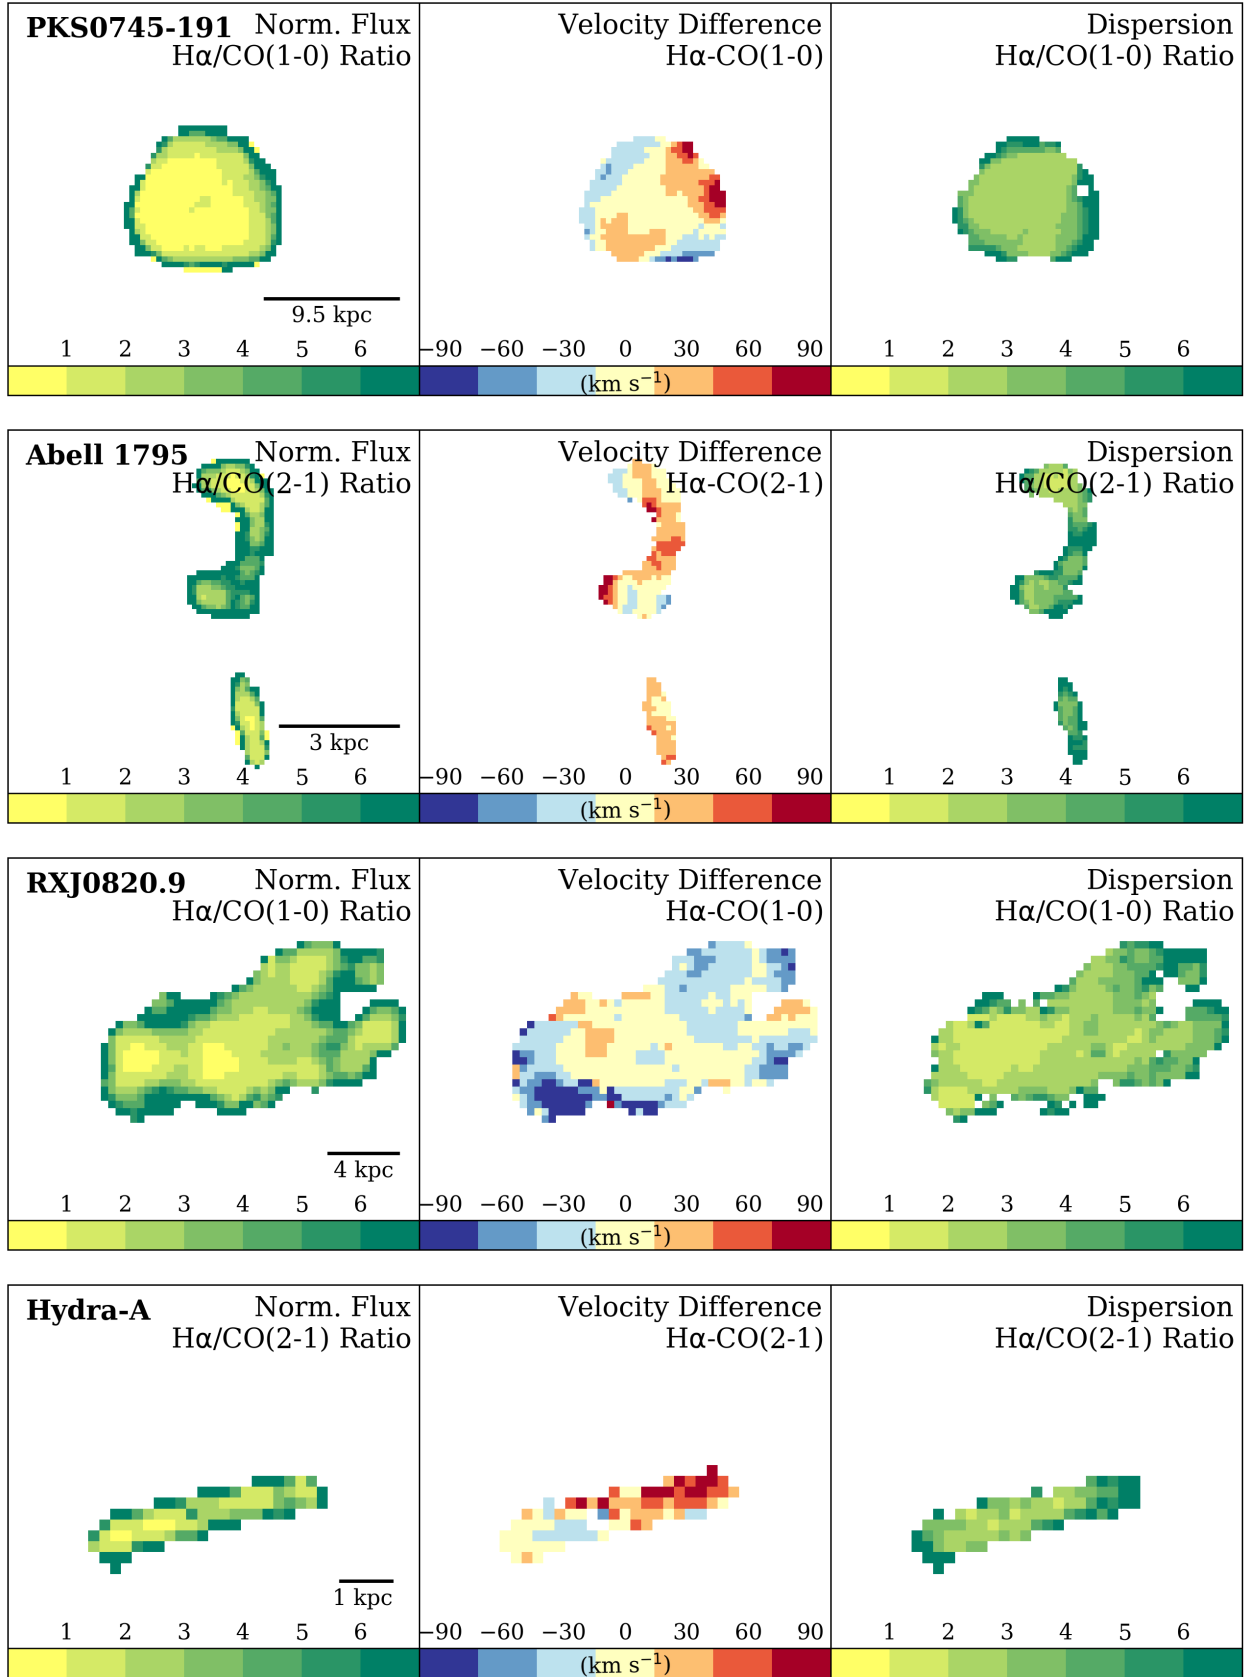 PKS0745-191 Norm. Flux
Hα/CO(1-0) Ratio
Velocity Difference
Hα-CO(1-0)
Dispersion
Hα/CO(1-0) Ratio
9.5 kpc
1 2 3 4 5 6
−90 −60 −30 0 30 60 90
(km s⁻¹)
1 2 3 4 5 6
Abell 1795 Norm. Flux
Hα/CO(2-1) Ratio
Velocity Difference
Hα-CO(2-1)
Dispersion
Hα/CO(2-1) Ratio
3 kpc
1 2 3 4 5 6
−90 −60 −30 0 30 60 90
(km s⁻¹)
1 2 3 4 5 6
RXJ0820.9 Norm. Flux
Hα/CO(1-0) Ratio
Velocity Difference
Hα-CO(1-0)
Dispersion
Hα/CO(1-0) Ratio
4 kpc
1 2 3 4 5 6
−90 −60 −30 0 30 60 90
(km s⁻¹)
1 2 3 4 5 6
Hydra-A Norm. Flux
Hα/CO(2-1) Ratio
Velocity Difference
Hα-CO(2-1)
Dispersion
Hα/CO(2-1) Ratio
1 kpc
1 2 3 4 5 6
−90 −60 −30 0 30 60 90
(km s⁻¹)
1 2 3 4 5 6